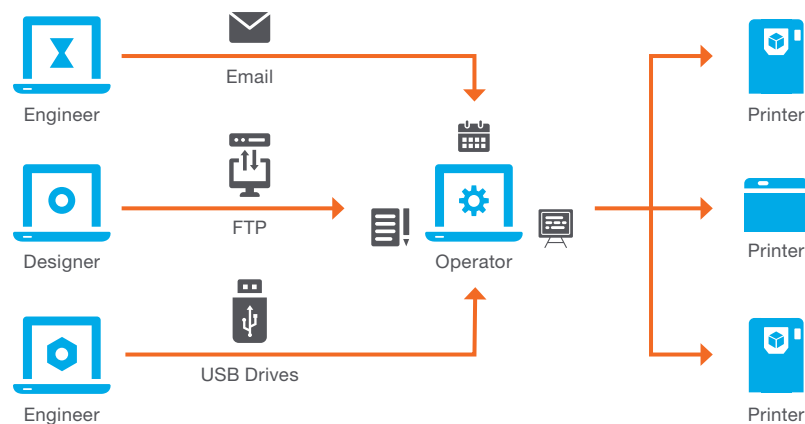 Email
Engineer
Printer
FTP
Designer
Operator
Printer
USB Drives
Engineer
Printer